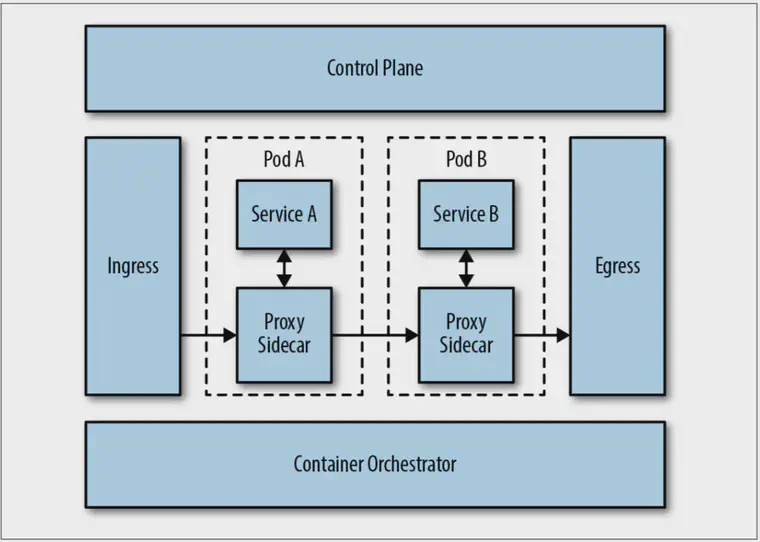 Control Plane
Ingress
Pod A
Service A
Proxy
Sidecar
Pod B
Service B
Proxy
Sidecar
Egress
Container Orchestrator